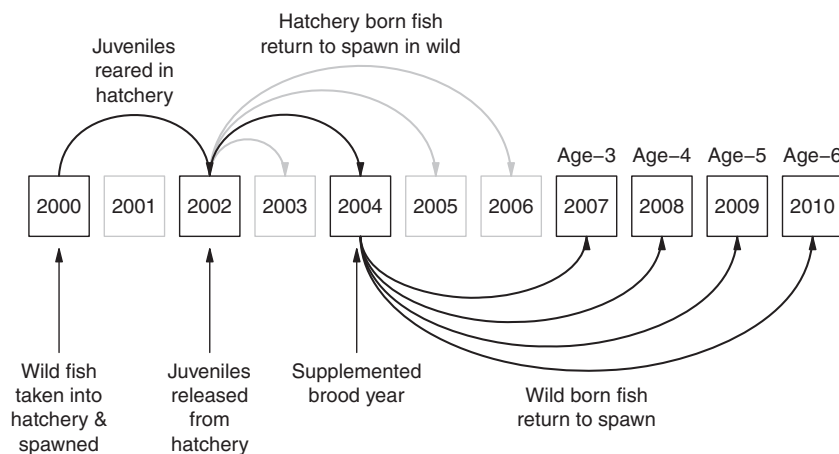 Juveniles
reared in
hatchery
Hatchery born fish
return to spawn in wild
Age−3 Age−4 Age−5 Age−6
2000 2001 2002 2003 2004 2005 2006 2007 2008 2009 2010
Wild fish
taken into
hatchery &
spawned
Juveniles
released
from
hatchery
Supplemented
brood year
Wild born fish
return to spawn